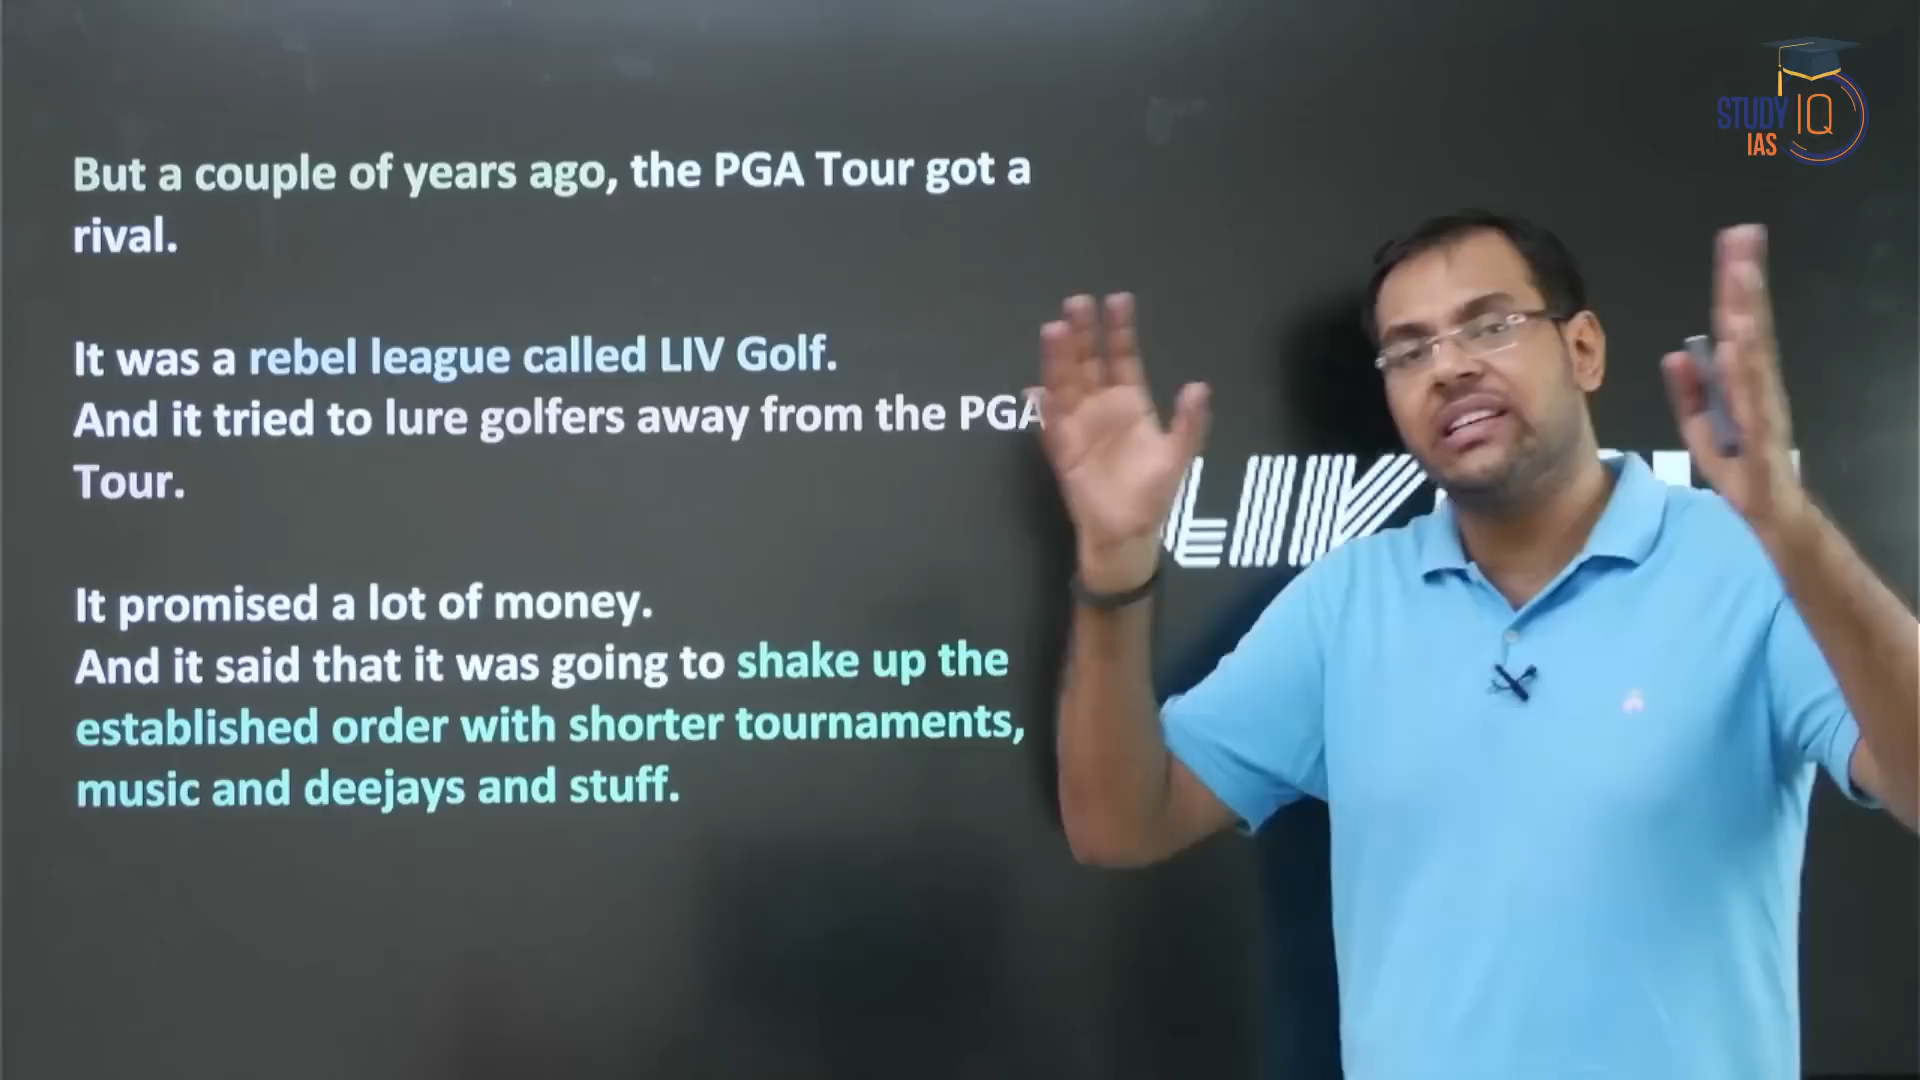 STUDY IQ
IAS
But a couple of years ago, the PGA Tour got a
rival.
It was a rebel league called LIV Golf.
And it tried to lure golfers away from the PGA
Tour.
LIV
It promised a lot of money.
And it said that it was going to shake up the
established order with shorter tournaments,
music and deejays and stuff.